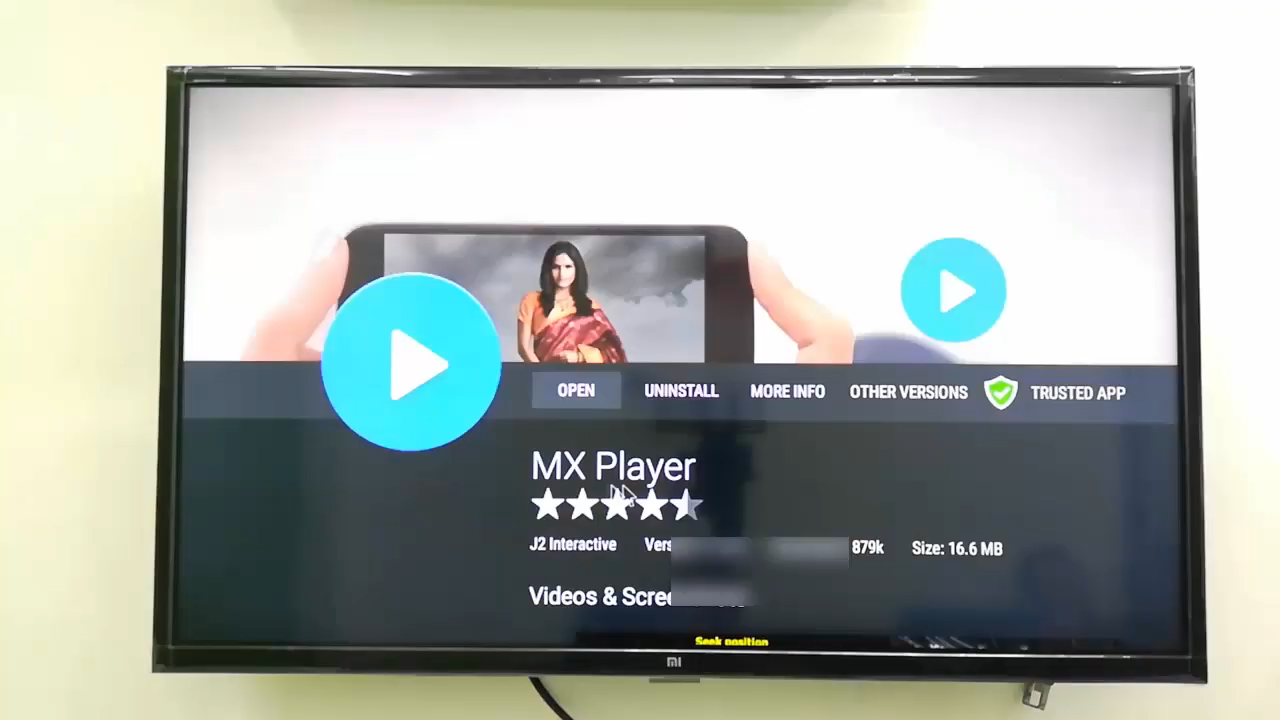 OPEN UNINSTALL MORE INFO OTHER VERSIONS TRUSTED APP
MX Player
J2 Interactive 879k Size: 16.6 MB
Videos &
Seek position
mi